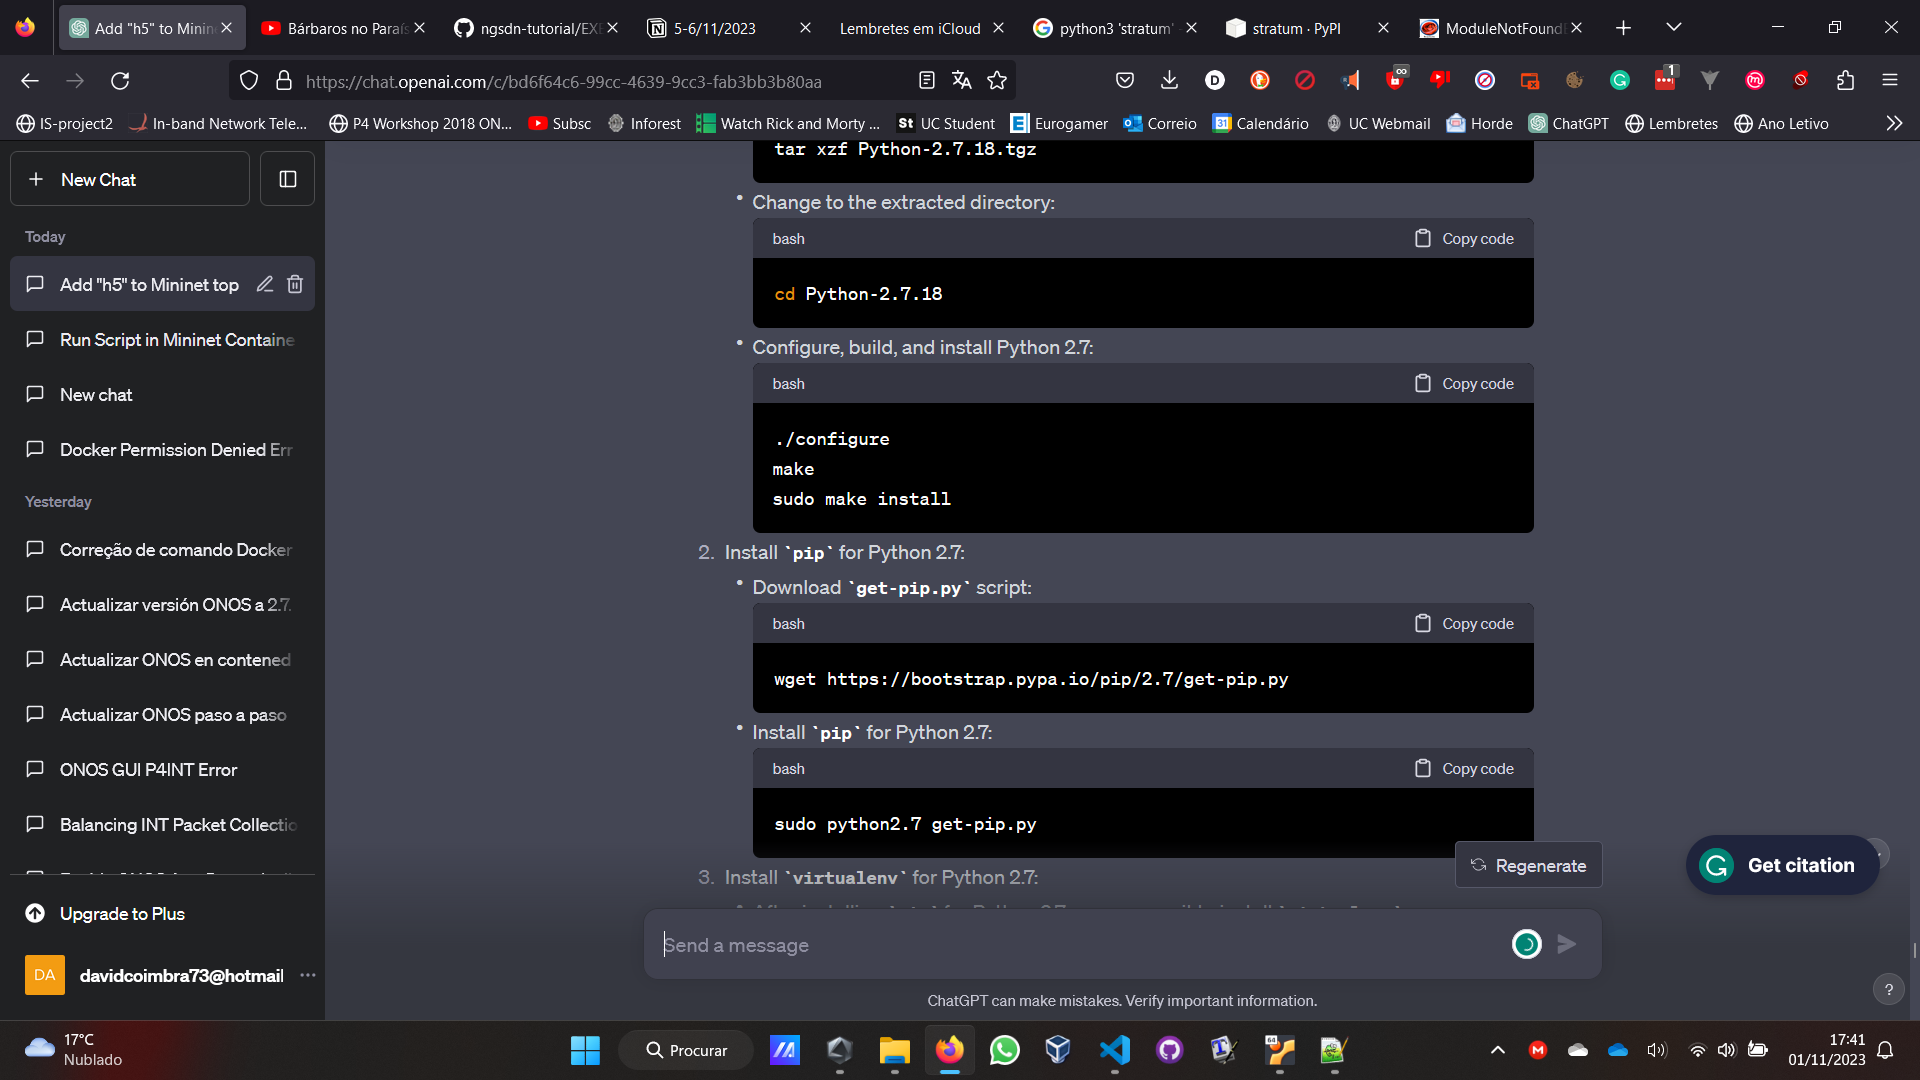 Add "h5" to Minin
Bárbaros no Paraís
ngsdn-tutorial/EXE
5-6/11/2023
Lembretes em iCloud
python3 'stratum'
stratum · PyPI
ModuleNotFound
https://chat.openai.com/c/bd6f64c6-99cc-4639-9cc3-fab3bb3b80aa
IS-project2
In-band Network Tele...
P4 Workshop 2018 ON...
Subsc
Inforest
Watch Rick and Morty ...
UC Student
Eurogamer
Correio
Calendário
UC Webmail
Horde
ChatGPT
Lembretes
Ano Letivo
New Chat
Today
Add "h5" to Mininet top
Run Script in Mininet Containe
New chat
Docker Permission Denied Err
Yesterday
Correção de comando Docker
Actualizar versión ONOS a 2.7.
Actualizar ONOS en contened
Actualizar ONOS paso a paso
ONOS GUI P4INT Error
Balancing INT Packet Collectio
Upgrade to Plus
DA
davidcoimbra73@hotmail
tar xzf Python-2.7.18.tgz
• Change to the extracted directory:
bash
Copy code
cd Python-2.7.18
• Configure, build, and install Python 2.7:
bash
Copy code
./configure
make
sudo make install
2. Install `pip` for Python 2.7:
• Download `get-pip.py` script:
bash
Copy code
wget https://bootstrap.pypa.io/pip/2.7/get-pip.py
• Install `pip` for Python 2.7:
bash
Copy code
sudo python2.7 get-pip.py
Regenerate
Get citation
3. Install `virtualenv` for Python 2.7:
Send a message
ChatGPT can make mistakes. Verify important information.
?
17°C
Nublado
Procurar
17:41
01/11/2023